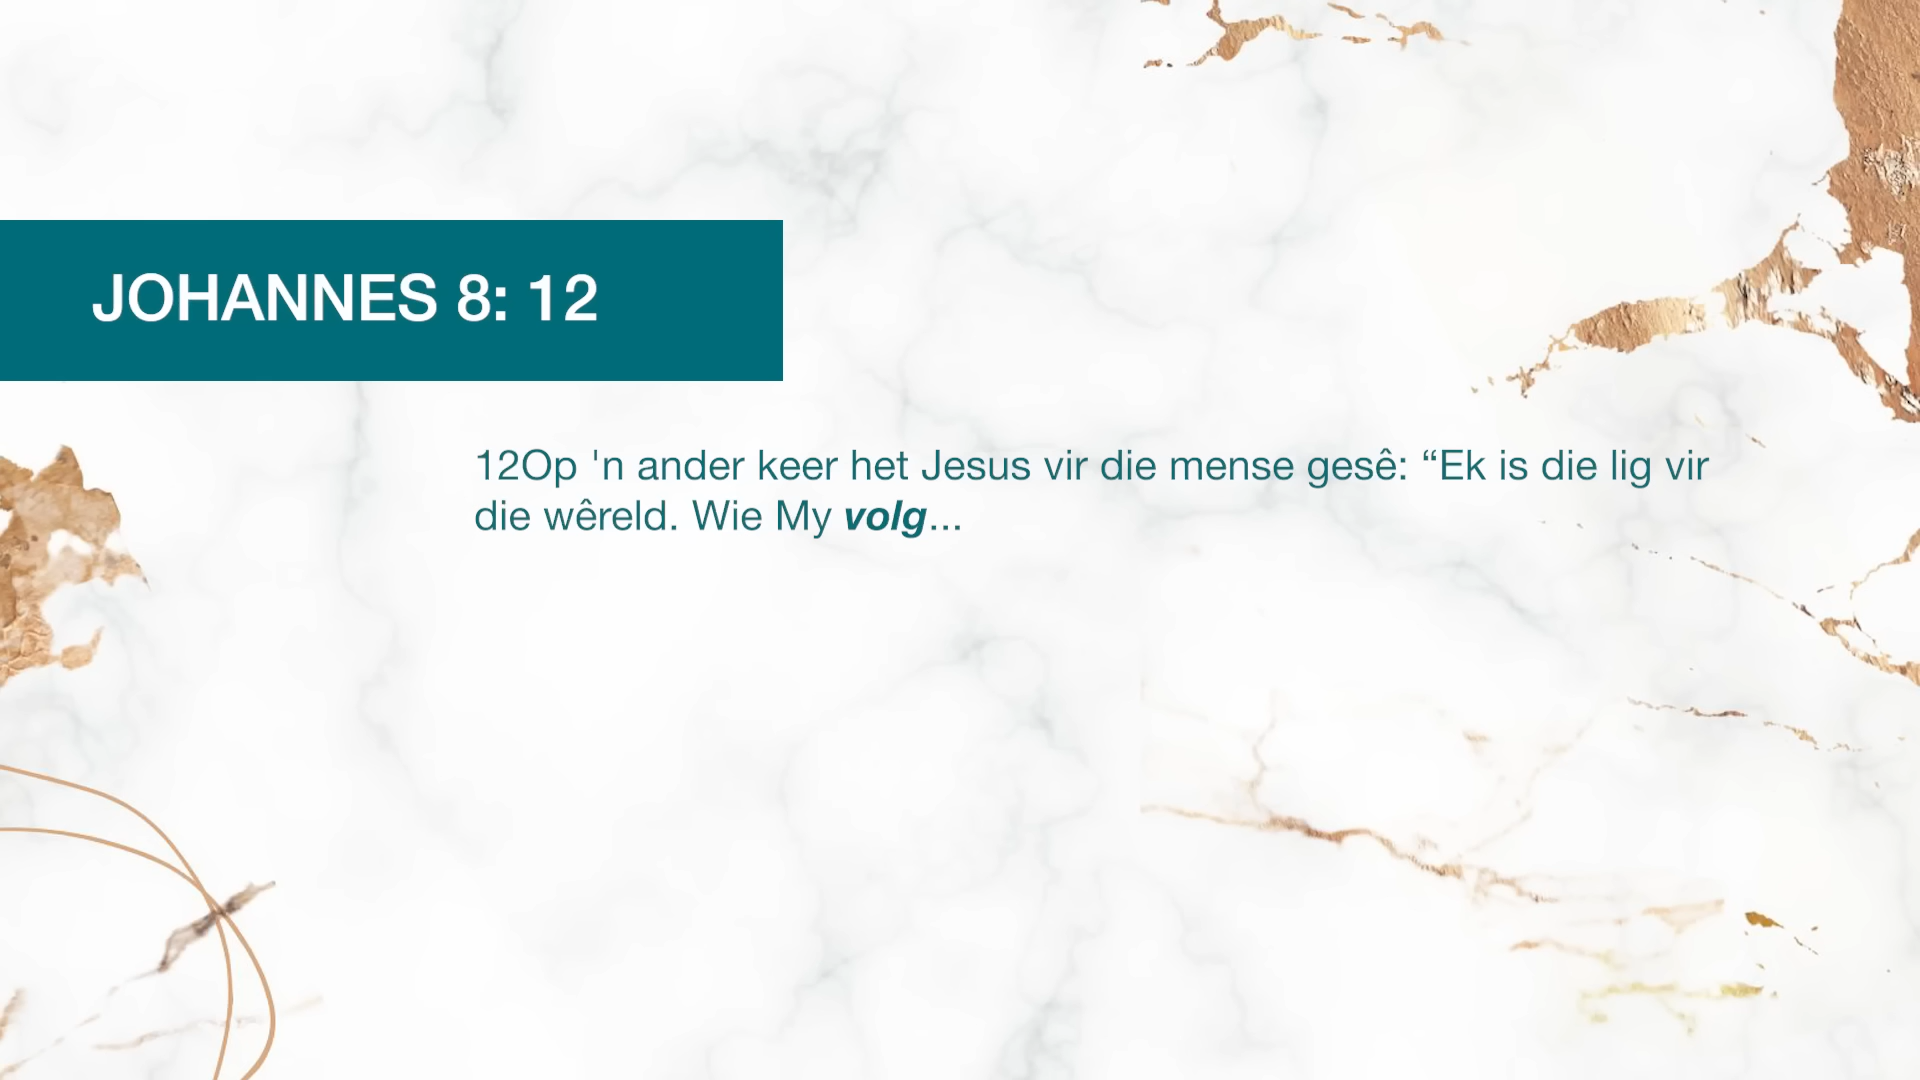 JOHANNES 8: 12
12Op 'n ander keer het Jesus vir die mense gesê: “Ek is die lig vir
die wêreld. Wie My volg...